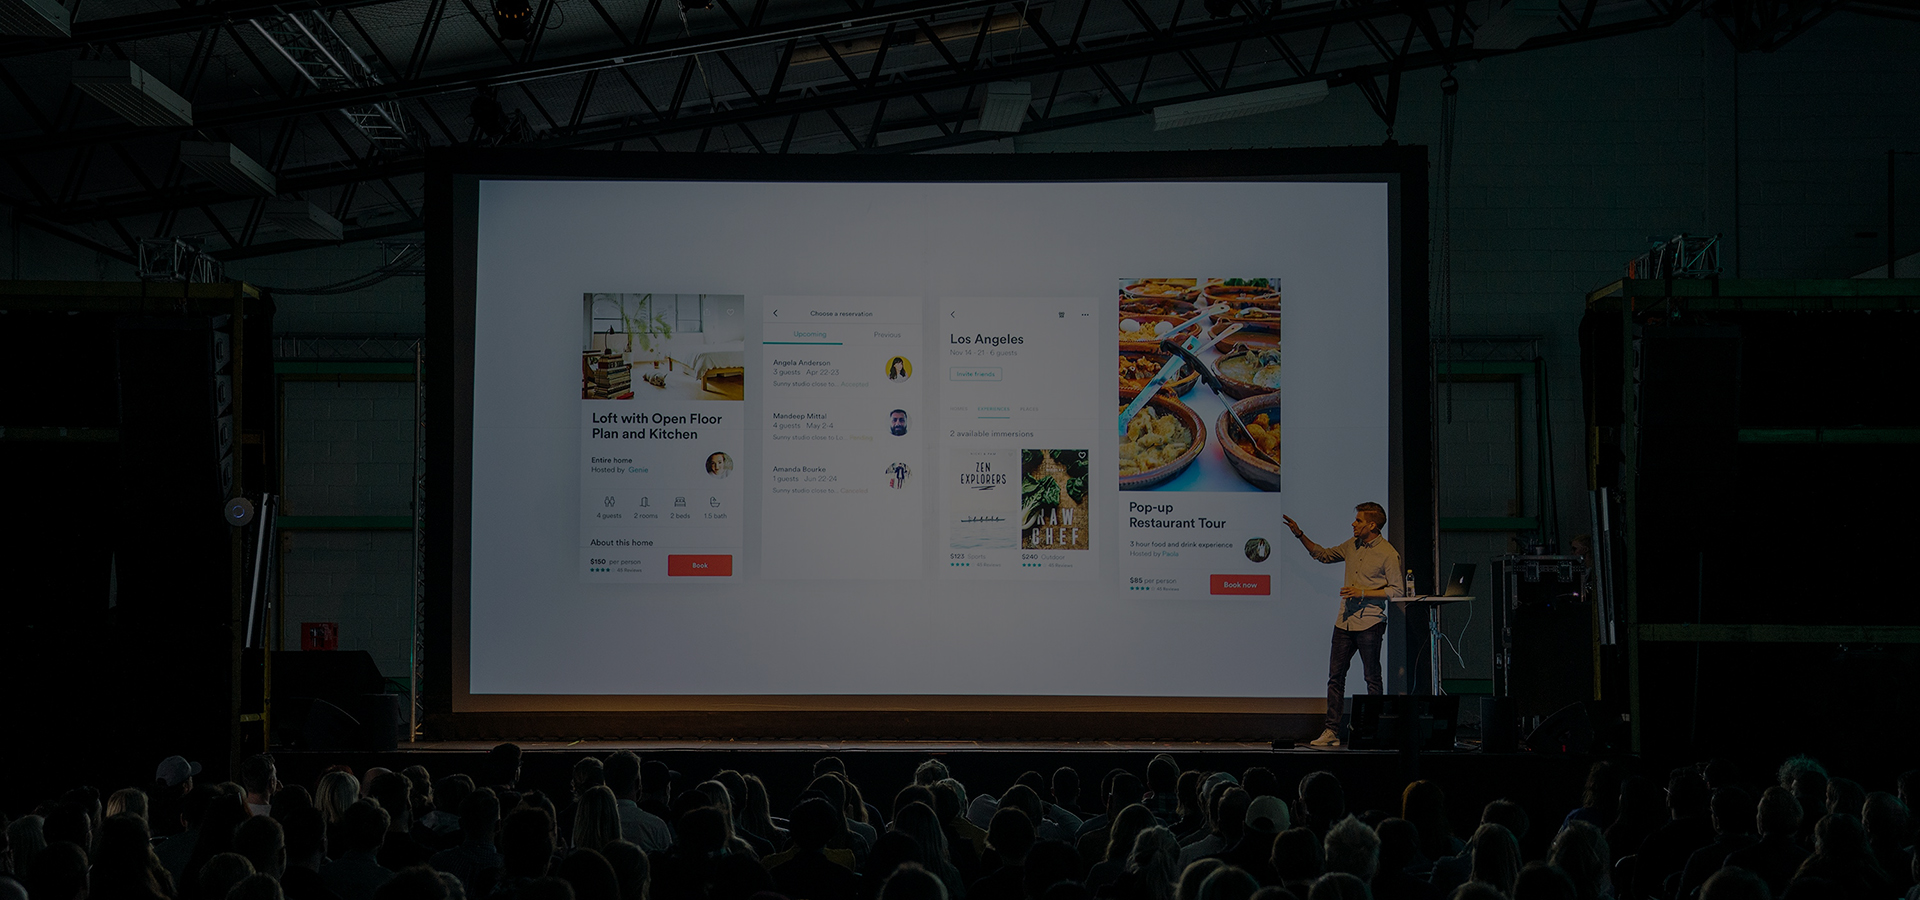 Loft with Open Floor
Plan and Kitchen
Entire home
Hosted by Genie
4 guests 2 rooms 2 beds 1.5 bath
About this home
$150 per person
Book
Choose a reservation
Upcoming Previous
Angela Anderson
3 guests Apr 22-23
Sunny studio close to...
Mandeep Mittal
4 guests May 2-4
Sunny studio close to Lo...
Amanda Bourke
1 guests Jun 22-24
Sunny studio close to...
Los Angeles
Nov 14 - 21 · 6 guests
Invite friends
EXPERIENCES
2 available immersions
ZEN
EXPLORERS
RAW
CHEF
$123 Sports
$240 Outdoor
Pop-up
Restaurant Tour
3 hour food and drink experience
Hosted by Paola
$85 per person
Book now